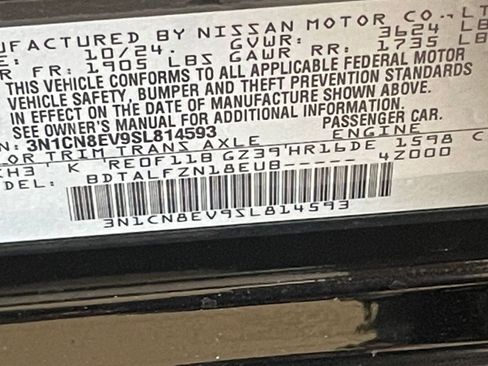 NUFACTURED BY NISSAN MOTOR CO., LT
E: 10/24. GVWR: 3624 LB
R FR: 1905 LBS GAWR RR: 1735 LB
THIS VEHICLE CONFORMS TO ALL APPLICABLE FEDERAL MOTOR
VEHICLE SAFETY, BUMPER AND THEFT PREVENTION STANDARDS
IN EFFECT ON THE DATE OF MANUFACTURE SHOWN ABOVE.
SEE OWNER'S MANUAL FOR ADDITIONAL INFORMATION.
N: 3N1CN8EV9SL814593 PASSENGER CAR.
OR TRIM TRANS AXLE ENGINE
CH3 K RE0F11B GZ39 HR16DE 1598 C
DEL: BDTALFZN18EUB----- 4Z000
3N1CN8EV9SL814593